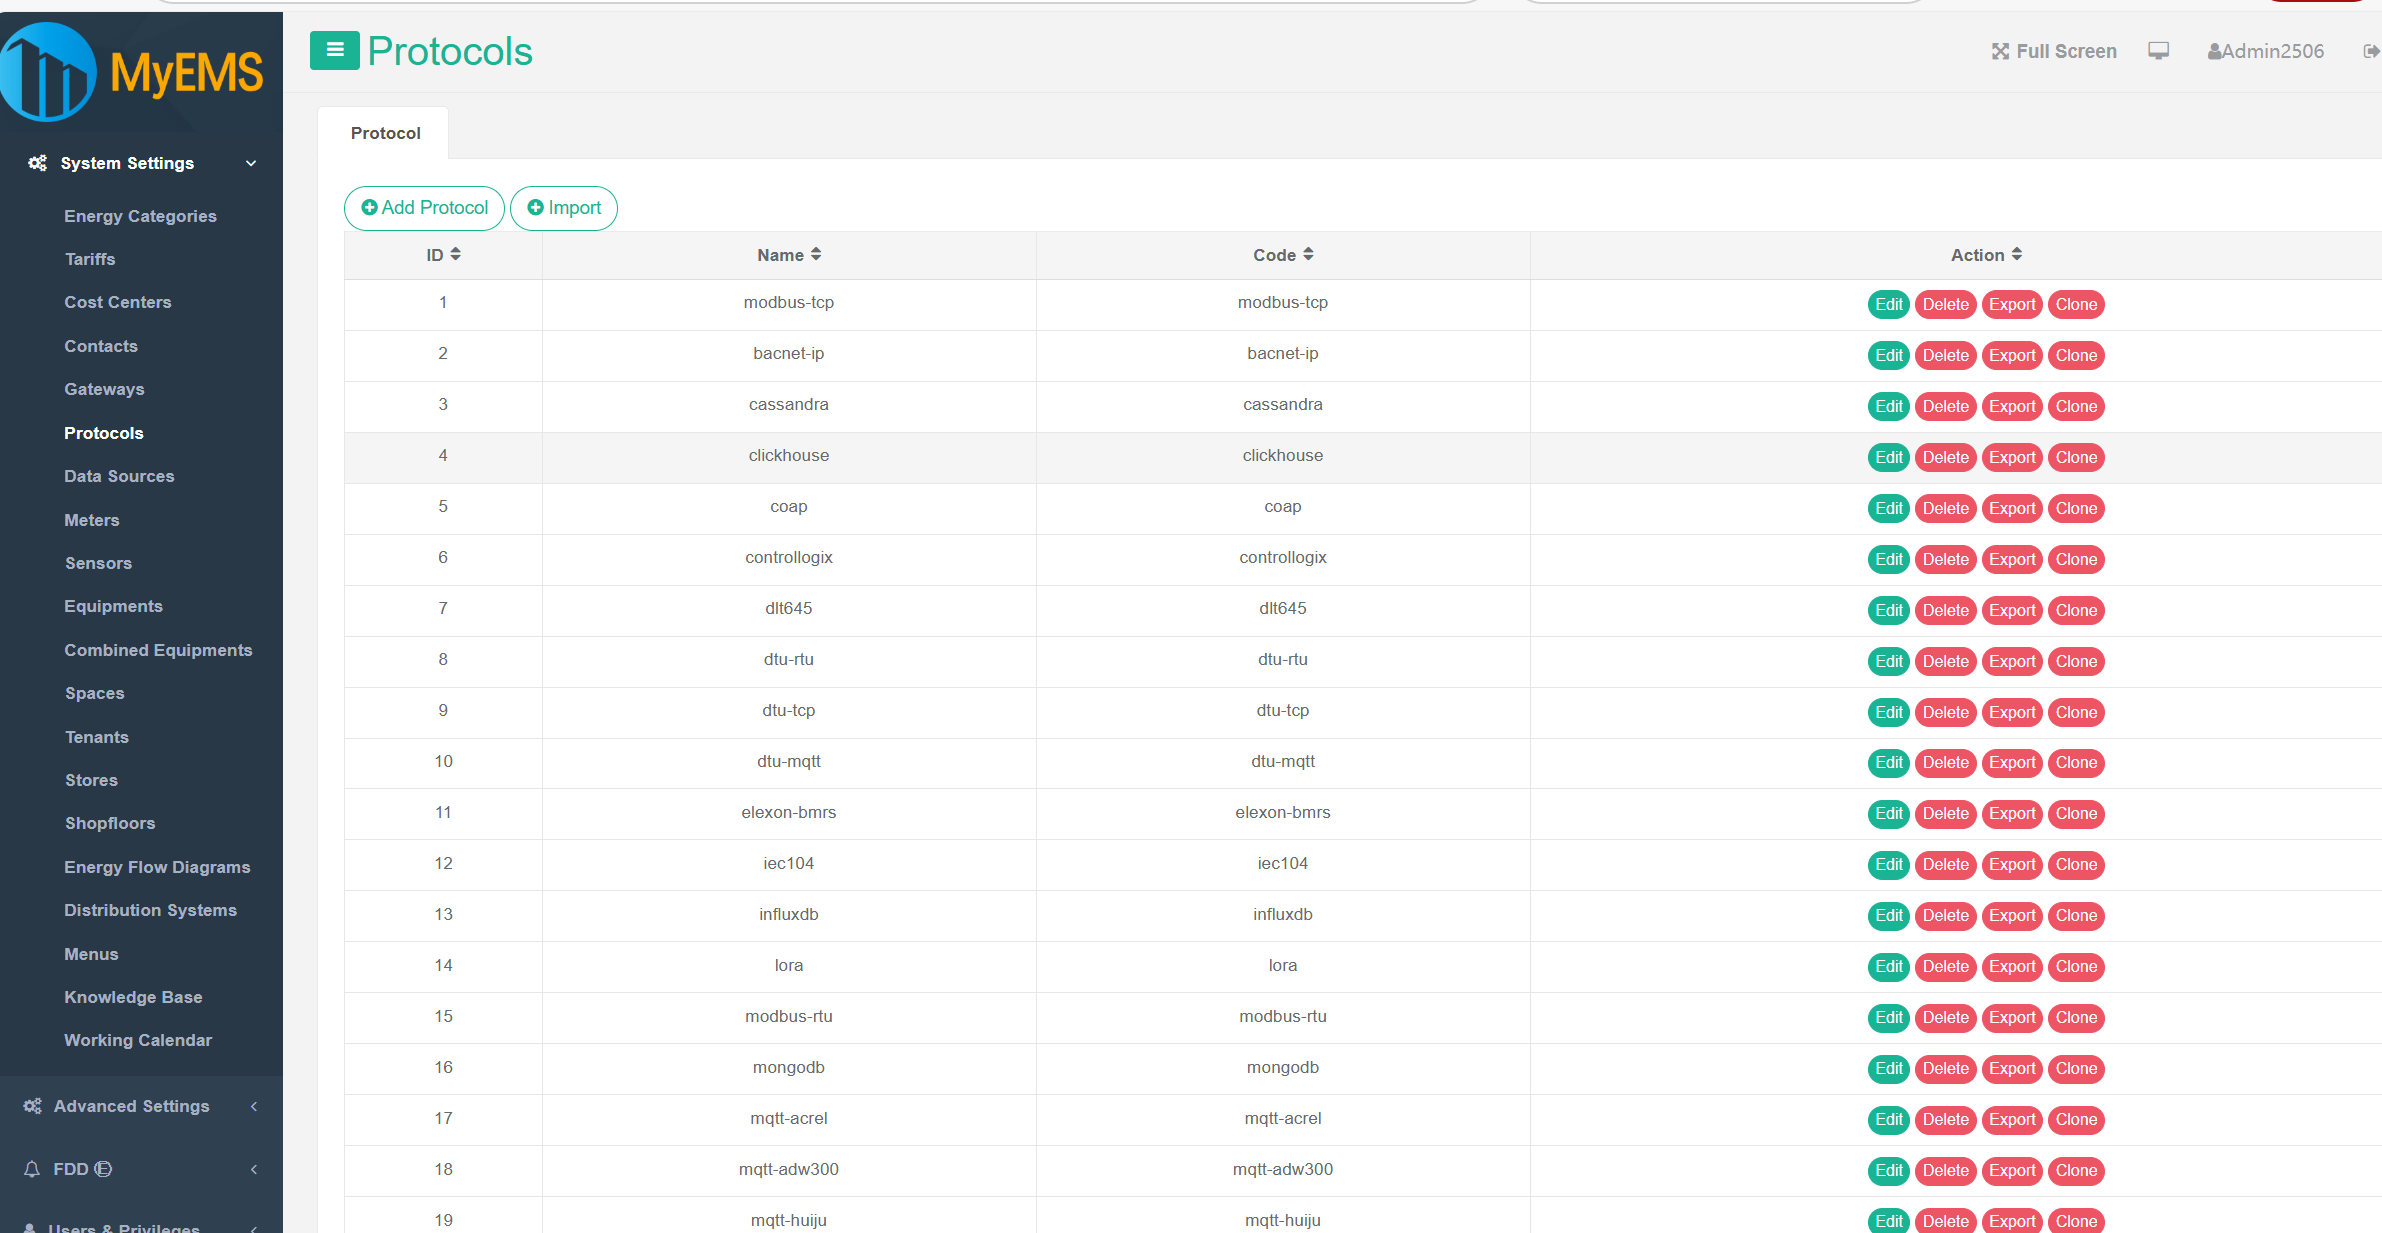 MyEMS
Protocols
Full Screen
Admin2506
System Settings
Energy Categories
Tariffs
Cost Centers
Contacts
Gateways
Protocols
Data Sources
Meters
Sensors
Equipments
Combined Equipments
Spaces
Tenants
Stores
Shopfloors
Energy Flow Diagrams
Distribution Systems
Menus
Knowledge Base
Working Calendar
Advanced Settings
FDD Ⓔ
Users & Privileges
Protocol
Add Protocol Import
ID Name Code Action
1 modbus-tcp modbus-tcp Edit Delete Export Clone
2 bacnet-ip bacnet-ip Edit Delete Export Clone
3 cassandra cassandra Edit Delete Export Clone
4 clickhouse clickhouse Edit Delete Export Clone
5 coap coap Edit Delete Export Clone
6 controllogix controllogix Edit Delete Export Clone
7 dlt645 dlt645 Edit Delete Export Clone
8 dtu-rtu dtu-rtu Edit Delete Export Clone
9 dtu-tcp dtu-tcp Edit Delete Export Clone
10 dtu-mqtt dtu-mqtt Edit Delete Export Clone
11 elexon-bmrs elexon-bmrs Edit Delete Export Clone
12 iec104 iec104 Edit Delete Export Clone
13 influxdb influxdb Edit Delete Export Clone
14 lora lora Edit Delete Export Clone
15 modbus-rtu modbus-rtu Edit Delete Export Clone
16 mongodb mongodb Edit Delete Export Clone
17 mqtt-acrel mqtt-acrel Edit Delete Export Clone
18 mqtt-adw300 mqtt-adw300 Edit Delete Export Clone
19 mqtt-huiju mqtt-huiju Edit Delete Export Clone